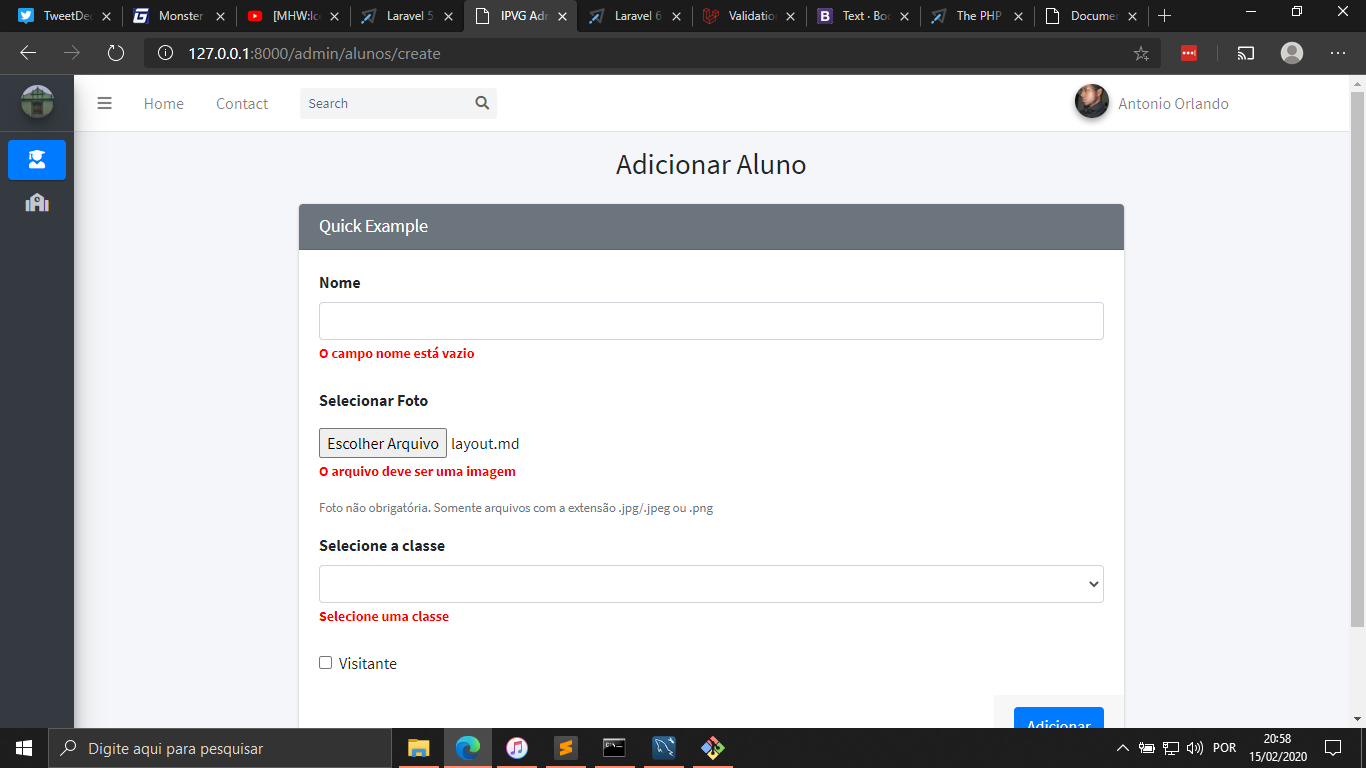 TweetDec
Monster
[MHW:Ic
Laravel 5
IPVG Adr
Laravel 6
Validation
Text · Boo
The PHP
Documen
127.0.0.1:8000/admin/alunos/create
Home
Contact
Search
Antonio Orlando
Adicionar Aluno
Quick Example
Nome
O campo nome está vazio
Selecionar Foto
Escolher Arquivo layout.md
O arquivo deve ser uma imagem
Foto não obrigatória. Somente arquivos com a extensão .jpg/.jpeg ou .png
Selecione a classe
Selecione uma classe
Visitante
Adicionar
Digite aqui para pesquisar
POR
20:58
15/02/2020